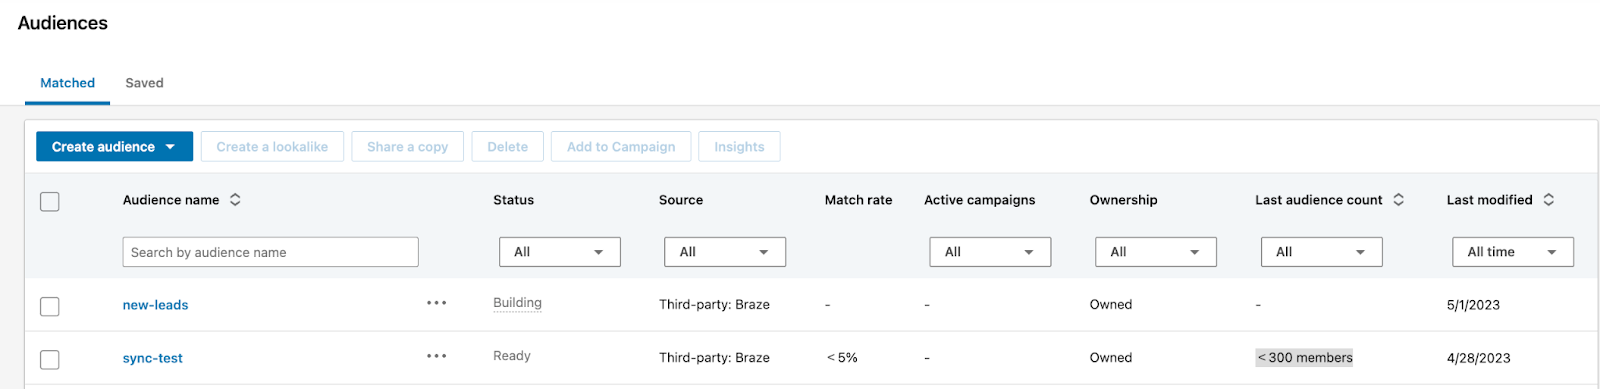 Audiences
Matched Saved
Create audience Create a lookalike Share a copy Delete Add to Campaign Insights
Audience name Status Source Match rate Active campaigns Ownership Last audience count Last modified
Search by audience name All All All All All All time
new-leads ... Building Third-party: Braze - - Owned - 5/1/2023
sync-test ... Ready Third-party: Braze <5% - Owned <300 members 4/28/2023